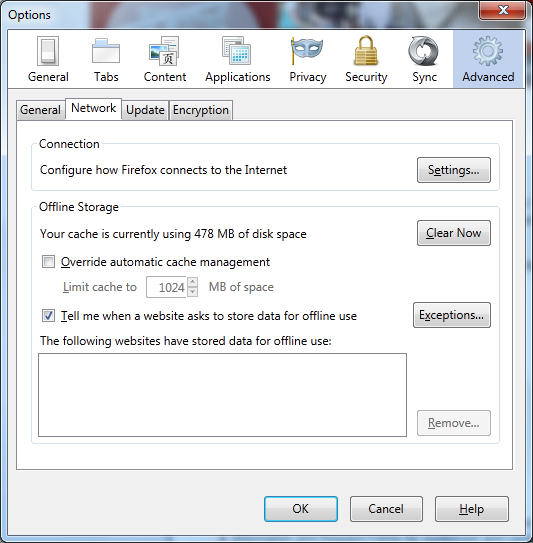 Options
General Tabs Content Applications Privacy Security Sync Advanced
General Network Update Encryption
Connection
Configure how Firefox connects to the Internet Settings...
Offline Storage
Your cache is currently using 478 MB of disk space Clear Now
Override automatic cache management
Limit cache to 1024 MB of space
Tell me when a website asks to store data for offline use Exceptions...
The following websites have stored data for offline use:
Remove...
OK Cancel Help